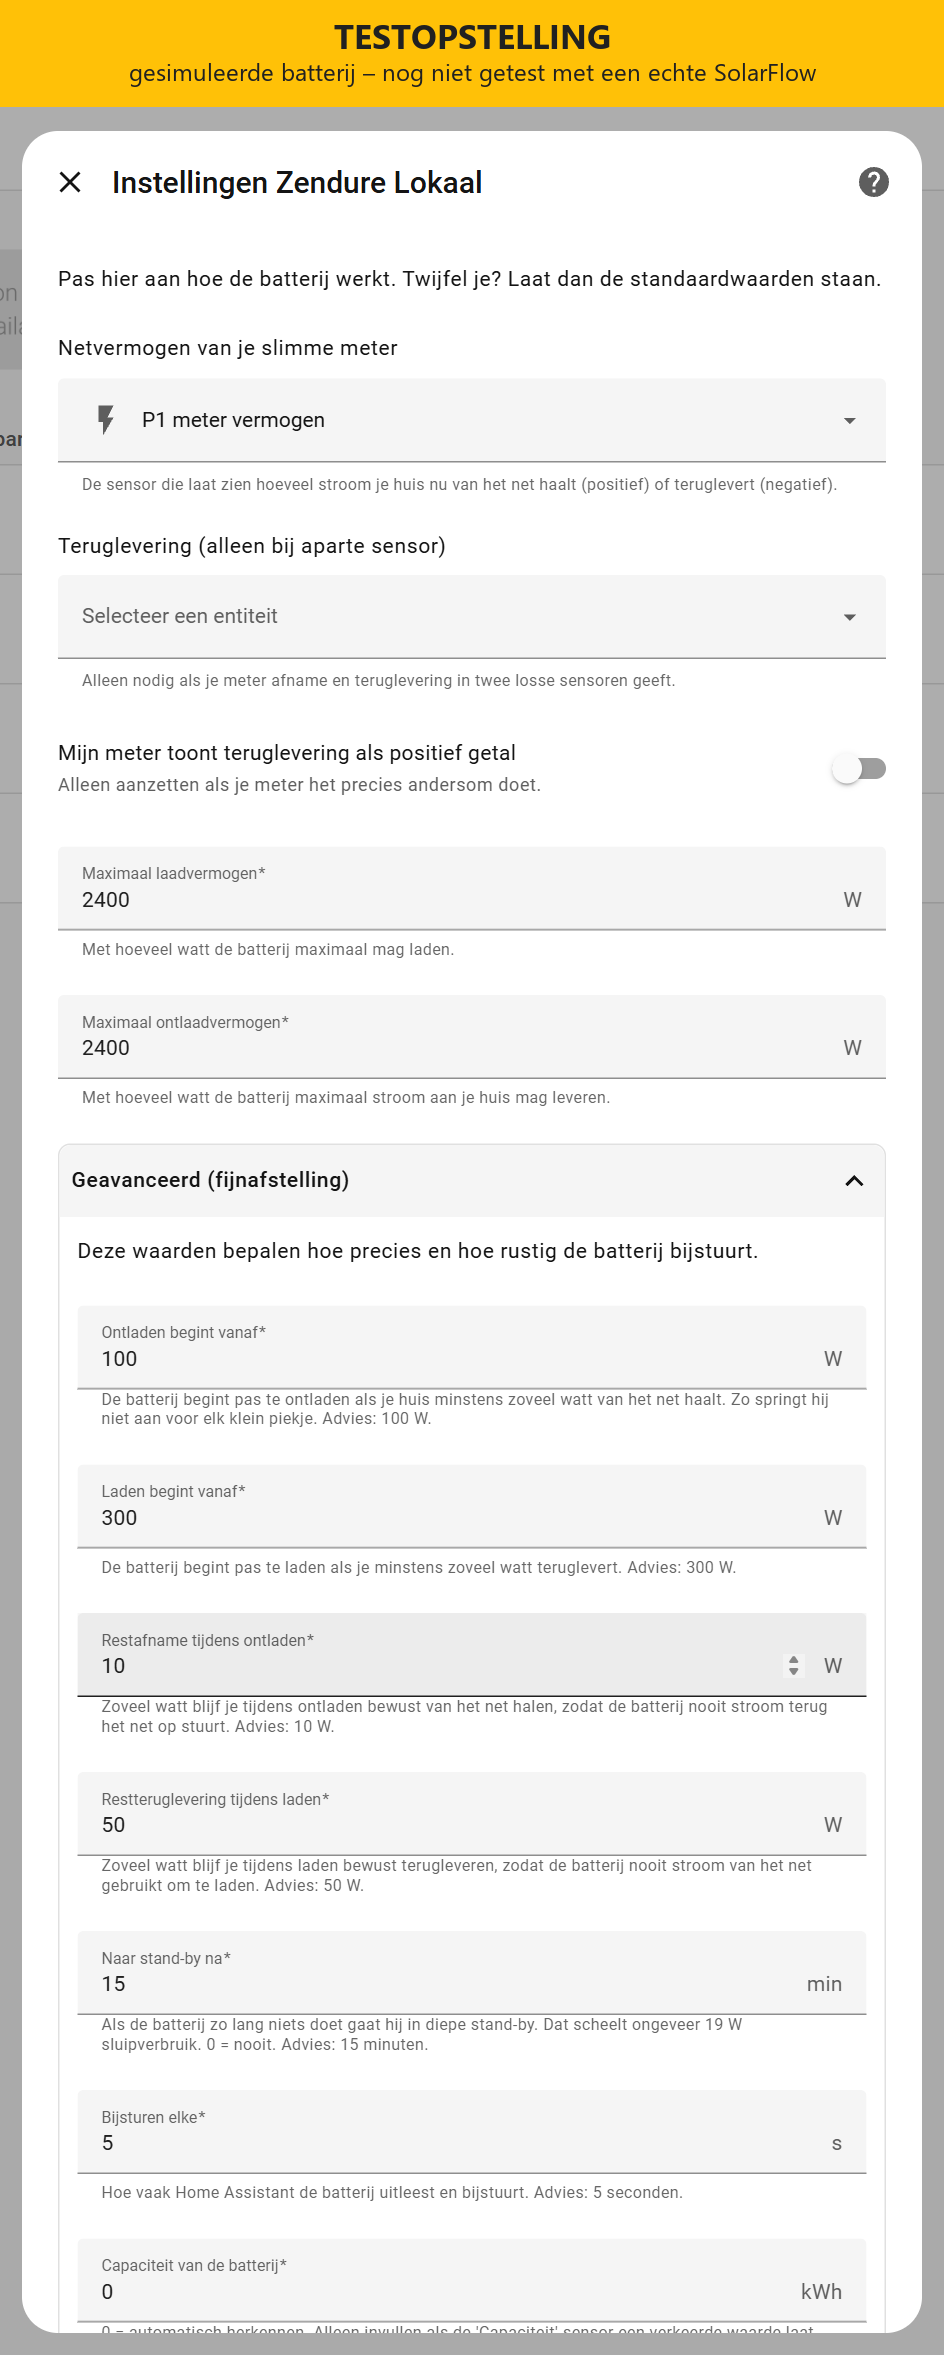 TESTOPSTELLING
gesimuleerde batterij – nog niet getest met een echte SolarFlow
Instellingen Zendure Lokaal
Pas hier aan hoe de batterij werkt. Twijfel je? Laat dan de standaardwaarden staan.
Netvermogen van je slimme meter
P1 meter vermogen
De sensor die laat zien hoeveel stroom je huis nu van het net haalt (positief) of teruglevert (negatief).
Teruglevering (alleen bij aparte sensor)
Selecteer een entiteit
Alleen nodig als je meter afname en teruglevering in twee losse sensoren geeft.
Mijn meter toont teruglevering als positief getal
Alleen aanzetten als je meter het precies andersom doet.
Maximaal laadvermogen*
2400 W
Met hoeveel watt de batterij maximaal mag laden.
Maximaal ontlaadvermogen*
2400 W
Met hoeveel watt de batterij maximaal stroom aan je huis mag leveren.
Geavanceerd (fijnafstelling)
Deze waarden bepalen hoe precies en hoe rustig de batterij bijstuurt.
Ontladen begint vanaf*
100 W
De batterij begint pas te ontladen als je huis minstens zoveel watt van het net haalt. Zo springt hij
niet aan voor elk klein piekje. Advies: 100 W.
Laden begint vanaf*
300 W
De batterij begint pas te laden als je minstens zoveel watt teruglevert. Advies: 300 W.
Restafname tijdens ontladen*
10 W
Zoveel watt blijf je tijdens ontladen bewust van het net halen, zodat de batterij nooit stroom terug
het net op stuurt. Advies: 10 W.
Restteruglevering tijdens laden*
50 W
Zoveel watt blijf je tijdens laden bewust terugleveren, zodat de batterij nooit stroom van het net
gebruikt om te laden. Advies: 50 W.
Naar stand-by na*
15 min
Als de batterij zo lang niets doet gaat hij in diepe stand-by. Dat scheelt ongeveer 19 W
sluipverbruik. 0 = nooit. Advies: 15 minuten.
Bijsturen elke*
5 s
Hoe vaak Home Assistant de batterij uitleest en bijstuurt. Advies: 5 seconden.
Capaciteit van de batterij*
0 kWh
0 = automatisch herkennen. Alleen invullen als de 'Capaciteit' sensor een verkeerde waarde laat